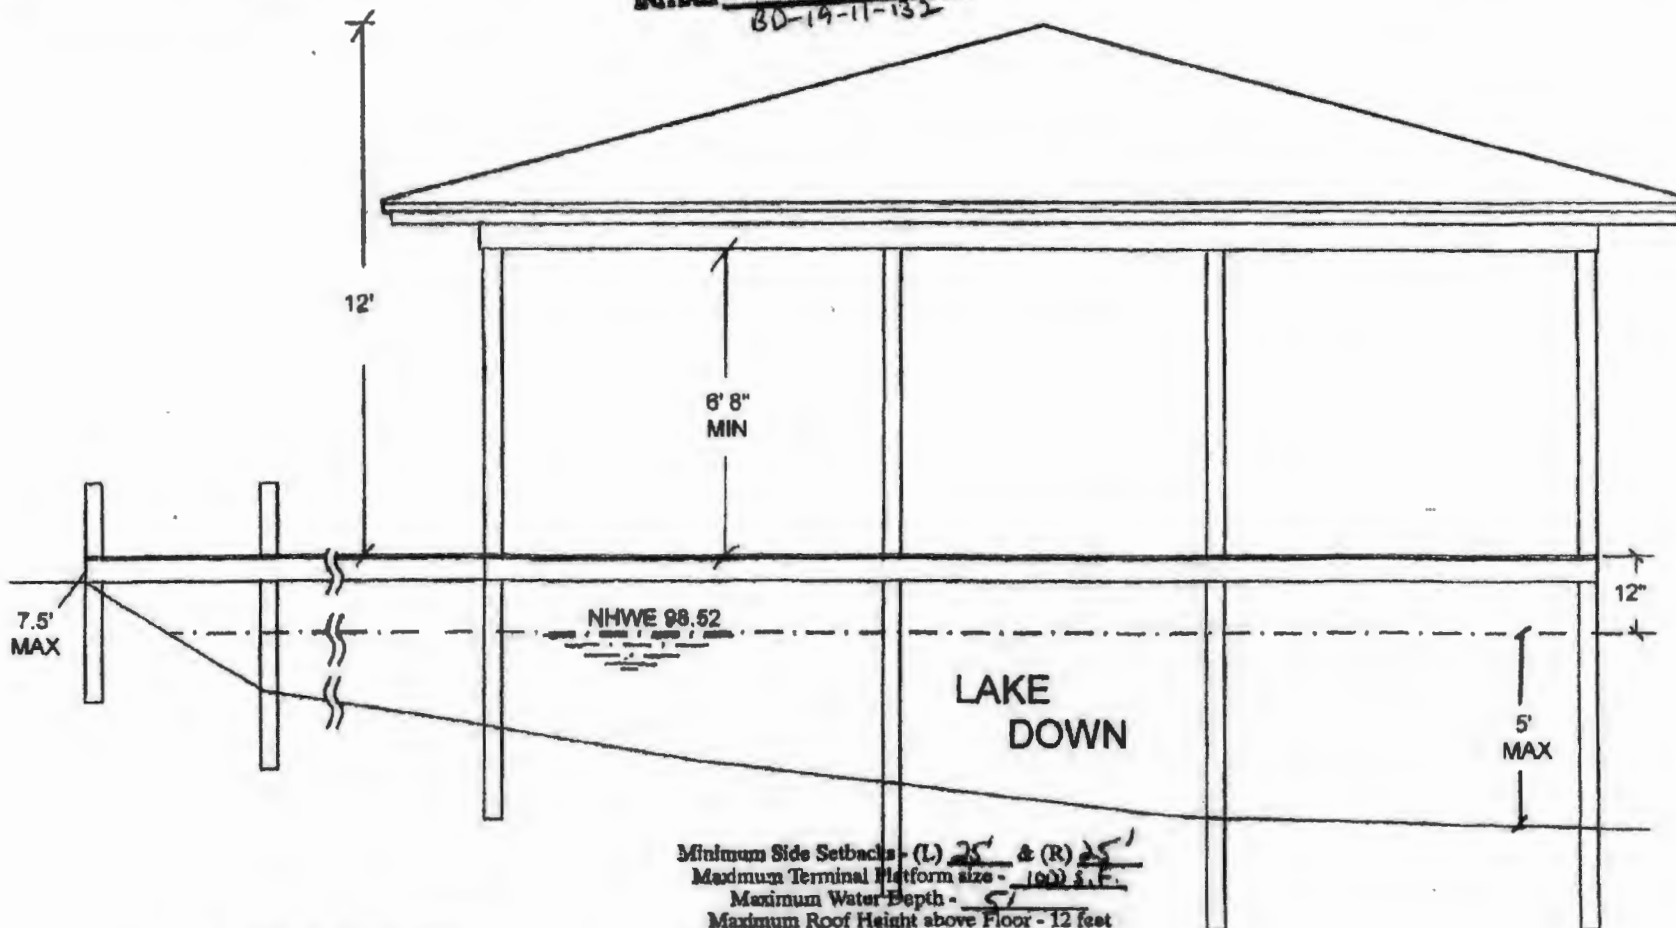 BD-19-11-132
12'
6' 8"
MIN
12"
7.5'
MAX
NHWE 98.52
LAKE
DOWN
5'
MAX
Minimum Side Setbacks - (L) 25' & (R) 25'
Maximum Terminal Platform size - 1000 S.F.
Maximum Water Depth - 5'
Maximum Roof Height above Floor - 12 feet